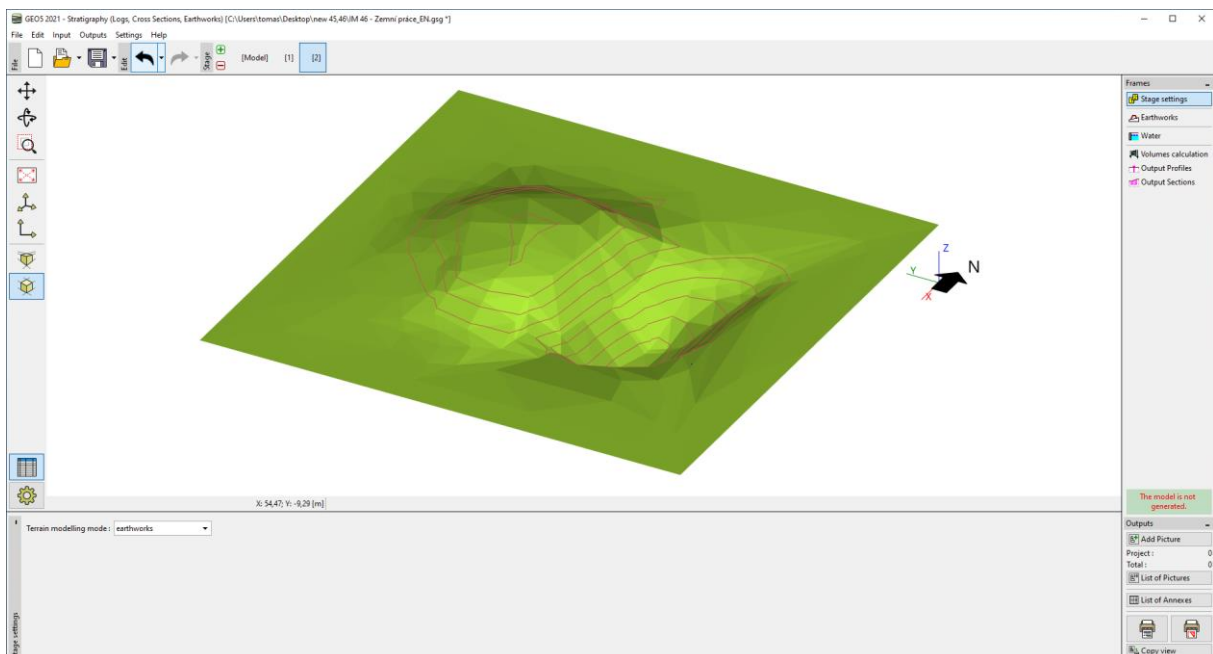 GEO5 2021 - Stratigraphy (Logs, Cross Sections, Earthworks) [C:\Users\tomas\Desktop\new 45,46\IM 46 - Zemní práce_EN.gsg *]
File Edit Input Outputs Settings Help
File
Edit
Stage
[Model] [1] [2]
Frames
Stage settings
Earthworks
Water
Volumes calculation
Output Profiles
Output Sections
Z
Y
X
N
X: 54,47; Y: -9,29 [m]
The model is not
generated.
Terrain modelling mode : earthworks
Stage settings
Outputs
Add Picture
Project : 0
Total : 0
List of Pictures
List of Annexes
Copy view